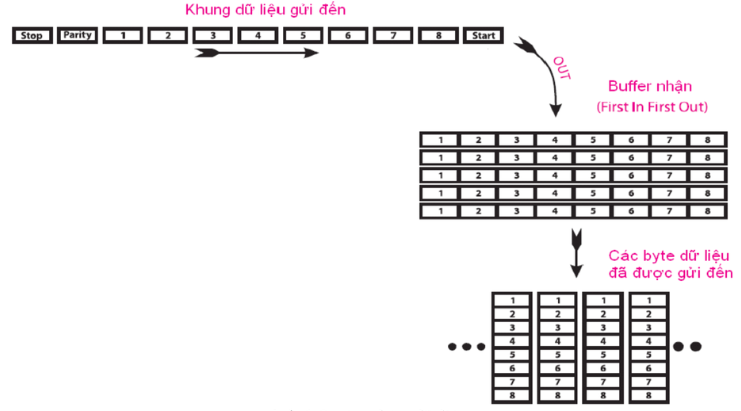 Khung dữ liệu gửi đến
Stop Parity 1 2 3 4 5 6 7 8 Start
OUT
Buffer nhận
(First In First Out)
1 2 3 4 5 6 7 8
1 2 3 4 5 6 7 8
1 2 3 4 5 6 7 8
1 2 3 4 5 6 7 8
1 2 3 4 5 6 7 8
Các byte dữ liệu
đã được gửi đến
1 1 1 1
2 2 2 2
3 3 3 3
4 4 4 4
5 5 5 5
6 6 6 6
7 7 7 7
8 8 8 8